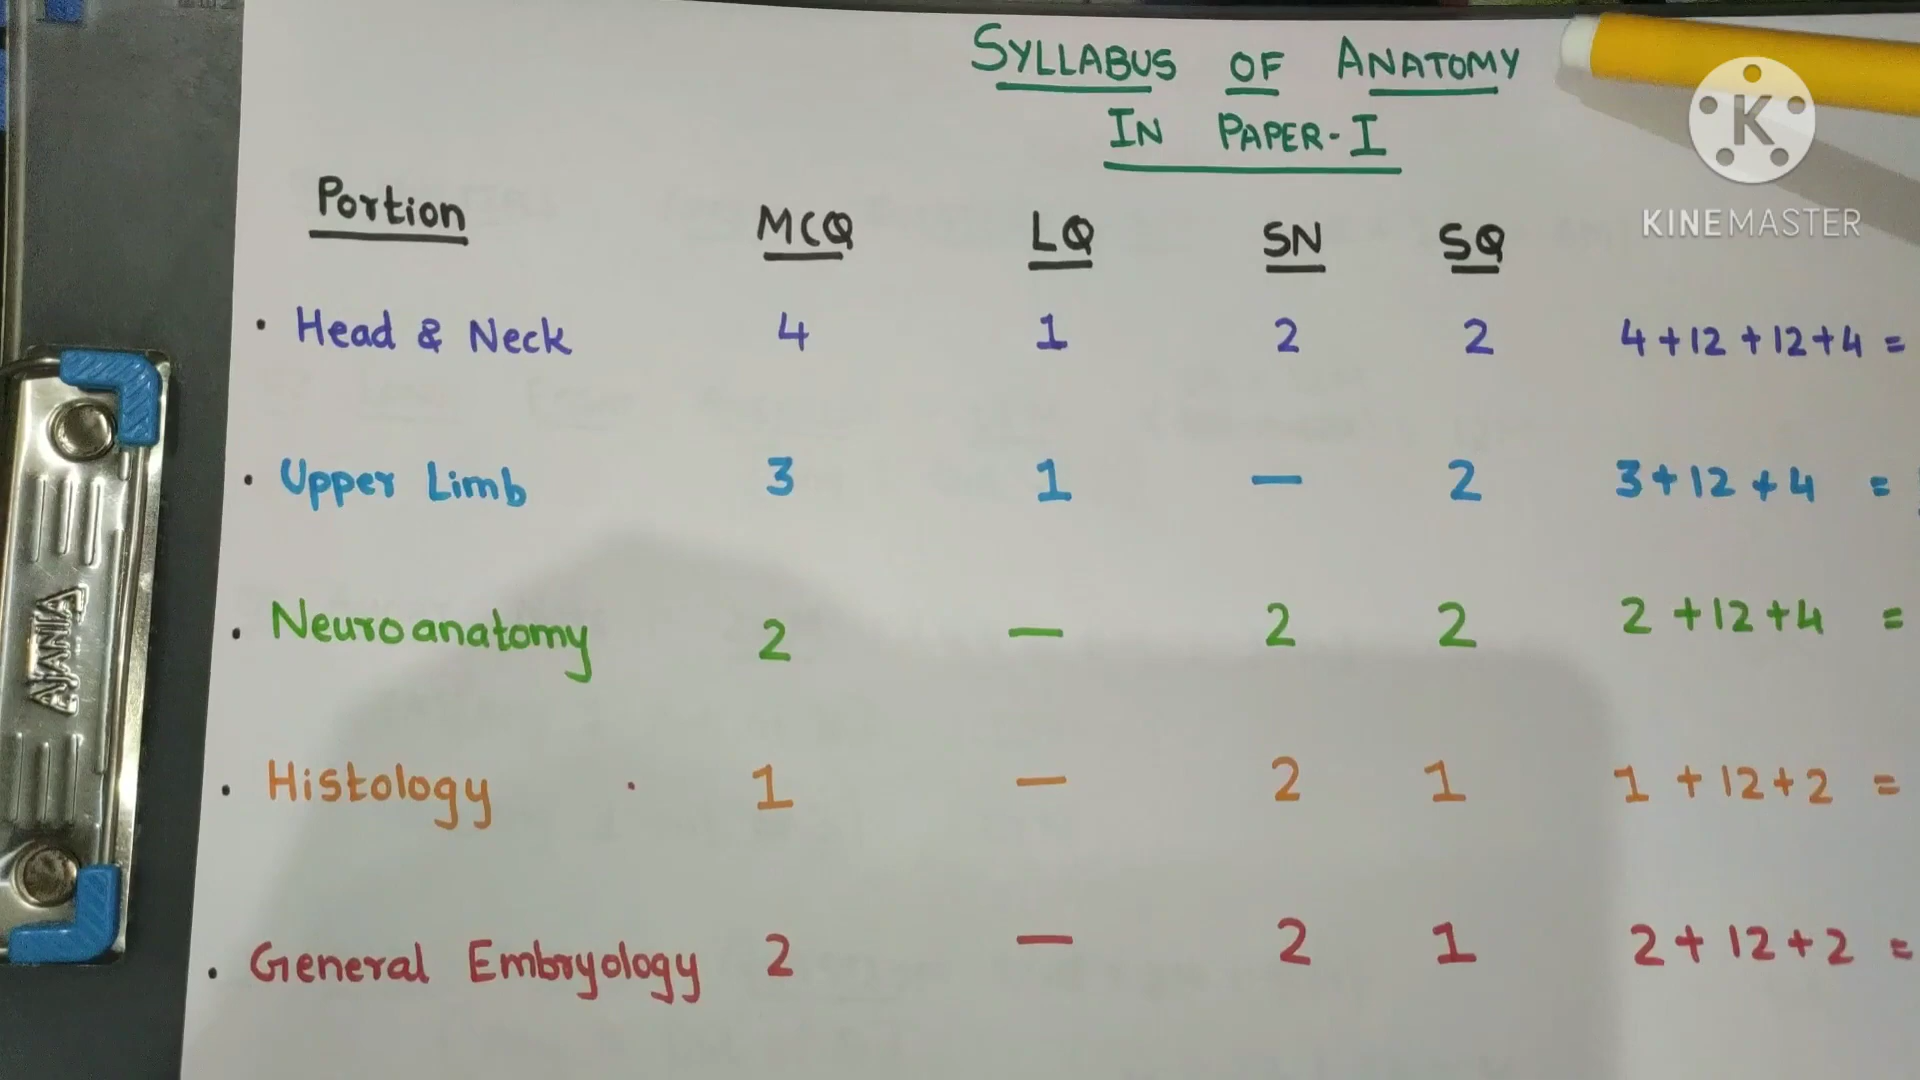 SYLLABUS OF ANATOMY
IN PAPER-I
K
KINEMASTER
Portion MCQ LQ SN SQ
• Head & Neck 4 1 2 2 4+12+12+4 =
• Upper Limb 3 1 — 2 3+12+4 =
• Neuroanatomy 2 — 2 2 2+12+4 =
• Histology 1 — 2 1 1+12+2 =
• General Embryology 2 — 2 1 2+12+2 =
AJANTA